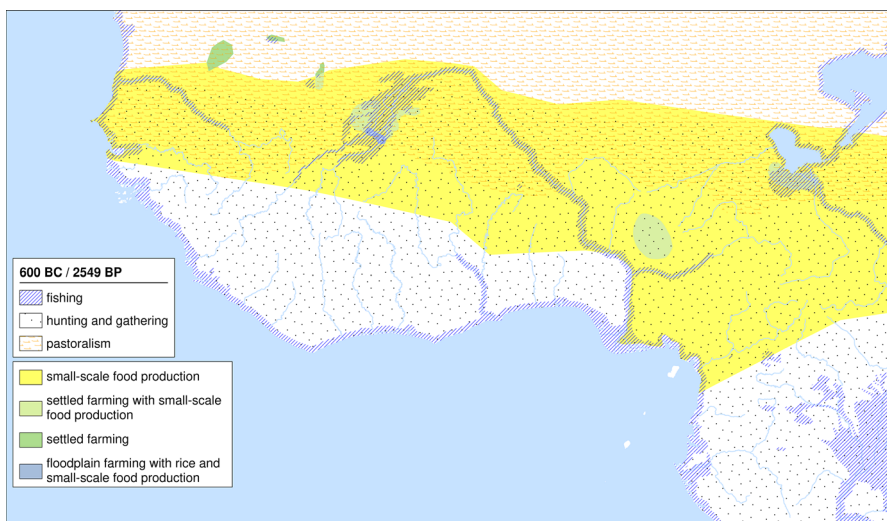 600 BC / 2549 BP
fishing
hunting and gathering
pastoralism
small-scale food production
settled farming with small-scale
food production
settled farming
floodplain farming with rice and
small-scale food production